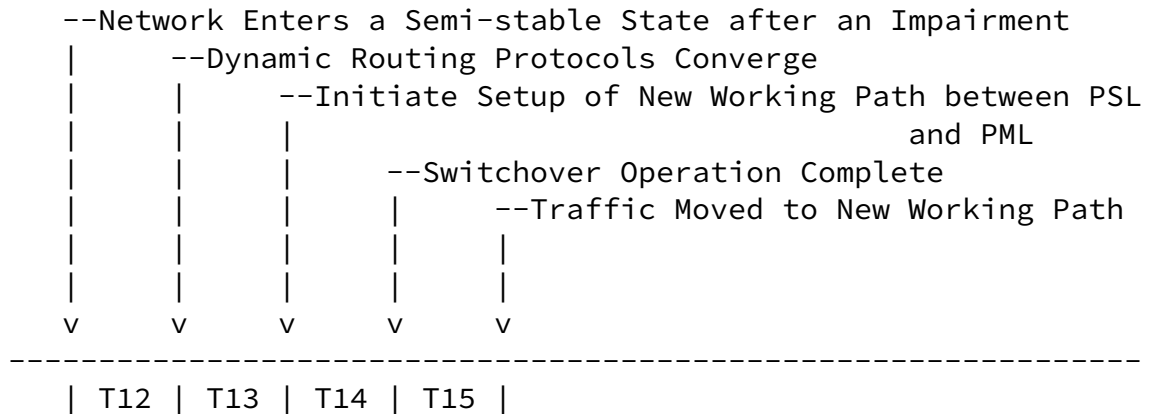 --Network Enters a Semi-stable State after an Impairment
|     --Dynamic Routing Protocols Converge
|     |     --Initiate Setup of New Working Path between PSL
|     |     |                                  and PML
|     |     |     --Switchover Operation Complete
|     |     |     |     --Traffic Moved to New Working Path
|     |     |     |     |
|     |     |     |     |
v     v     v     v     v
---------------------------------------------------------------
| T12 | T13 | T14 | T15 |